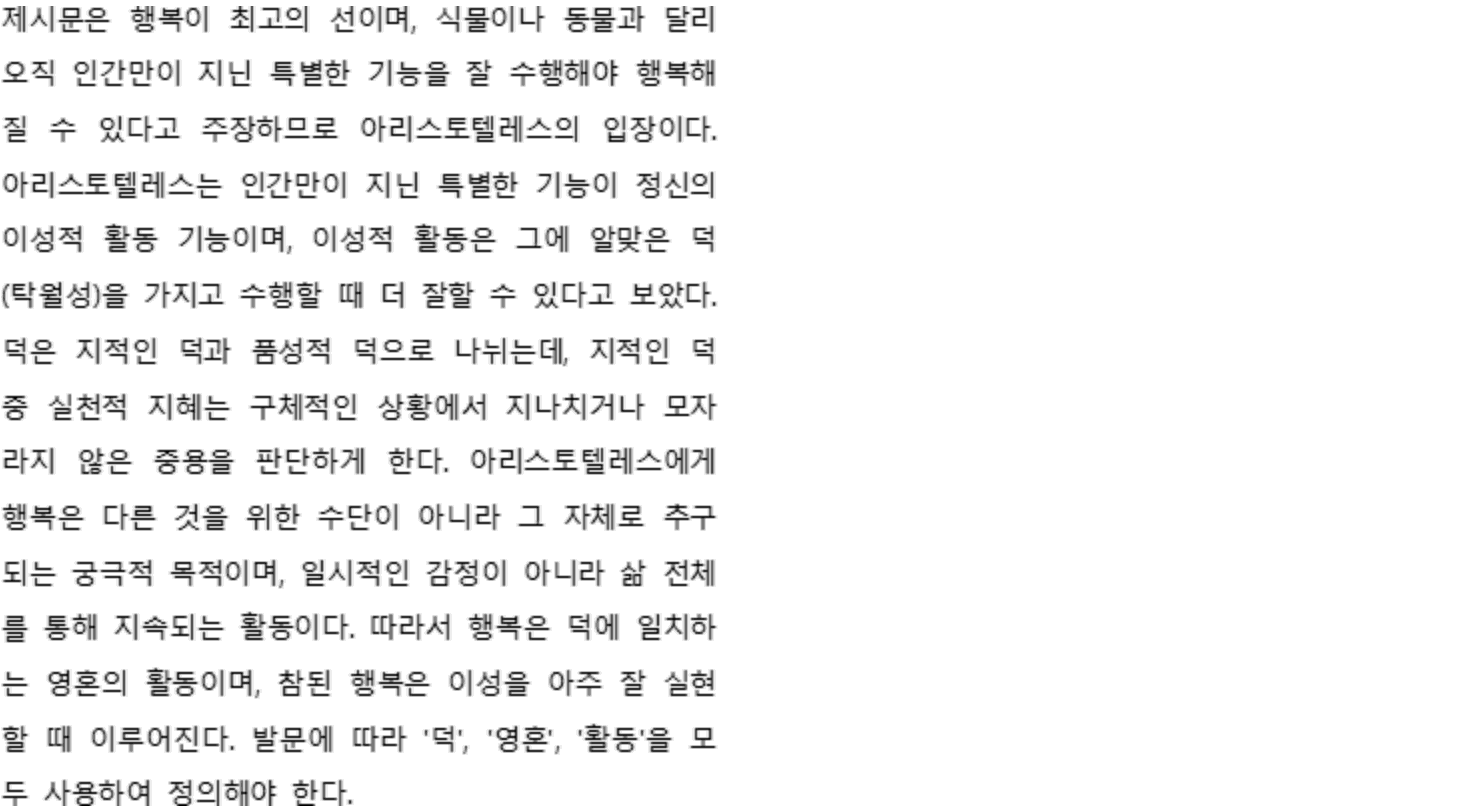 제시문은 행복이 최고의 선이며, 식물이나 동물과 달리
오직 인간만이 지닌 특별한 기능을 잘 수행해야 행복해
질 수 있다고 주장하므로 아리스토텔레스의 입장이다.
아리스토텔레스는 인간만이 지닌 특별한 기능이 정신의
이성적 활동 기능이며, 이성적 활동은 그에 알맞은 덕
(탁월성)을 가지고 수행할 때 더 잘할 수 있다고 보았다.
덕은 지적인 덕과 품성적 덕으로 나뉘는데, 지적인 덕
중 실천적 지혜는 구체적인 상황에서 지나치거나 모자
라지 않은 중용을 판단하게 한다. 아리스토텔레스에게
행복은 다른 것을 위한 수단이 아니라 그 자체로 추구
되는 궁극적 목적이며, 일시적인 감정이 아니라 삶 전체
를 통해 지속되는 활동이다. 따라서 행복은 덕에 일치하
는 영혼의 활동이며, 참된 행복은 이성을 아주 잘 실현
할 때 이루어진다. 발문에 따라 '덕', '영혼', '활동'을 모
두 사용하여 정의해야 한다.